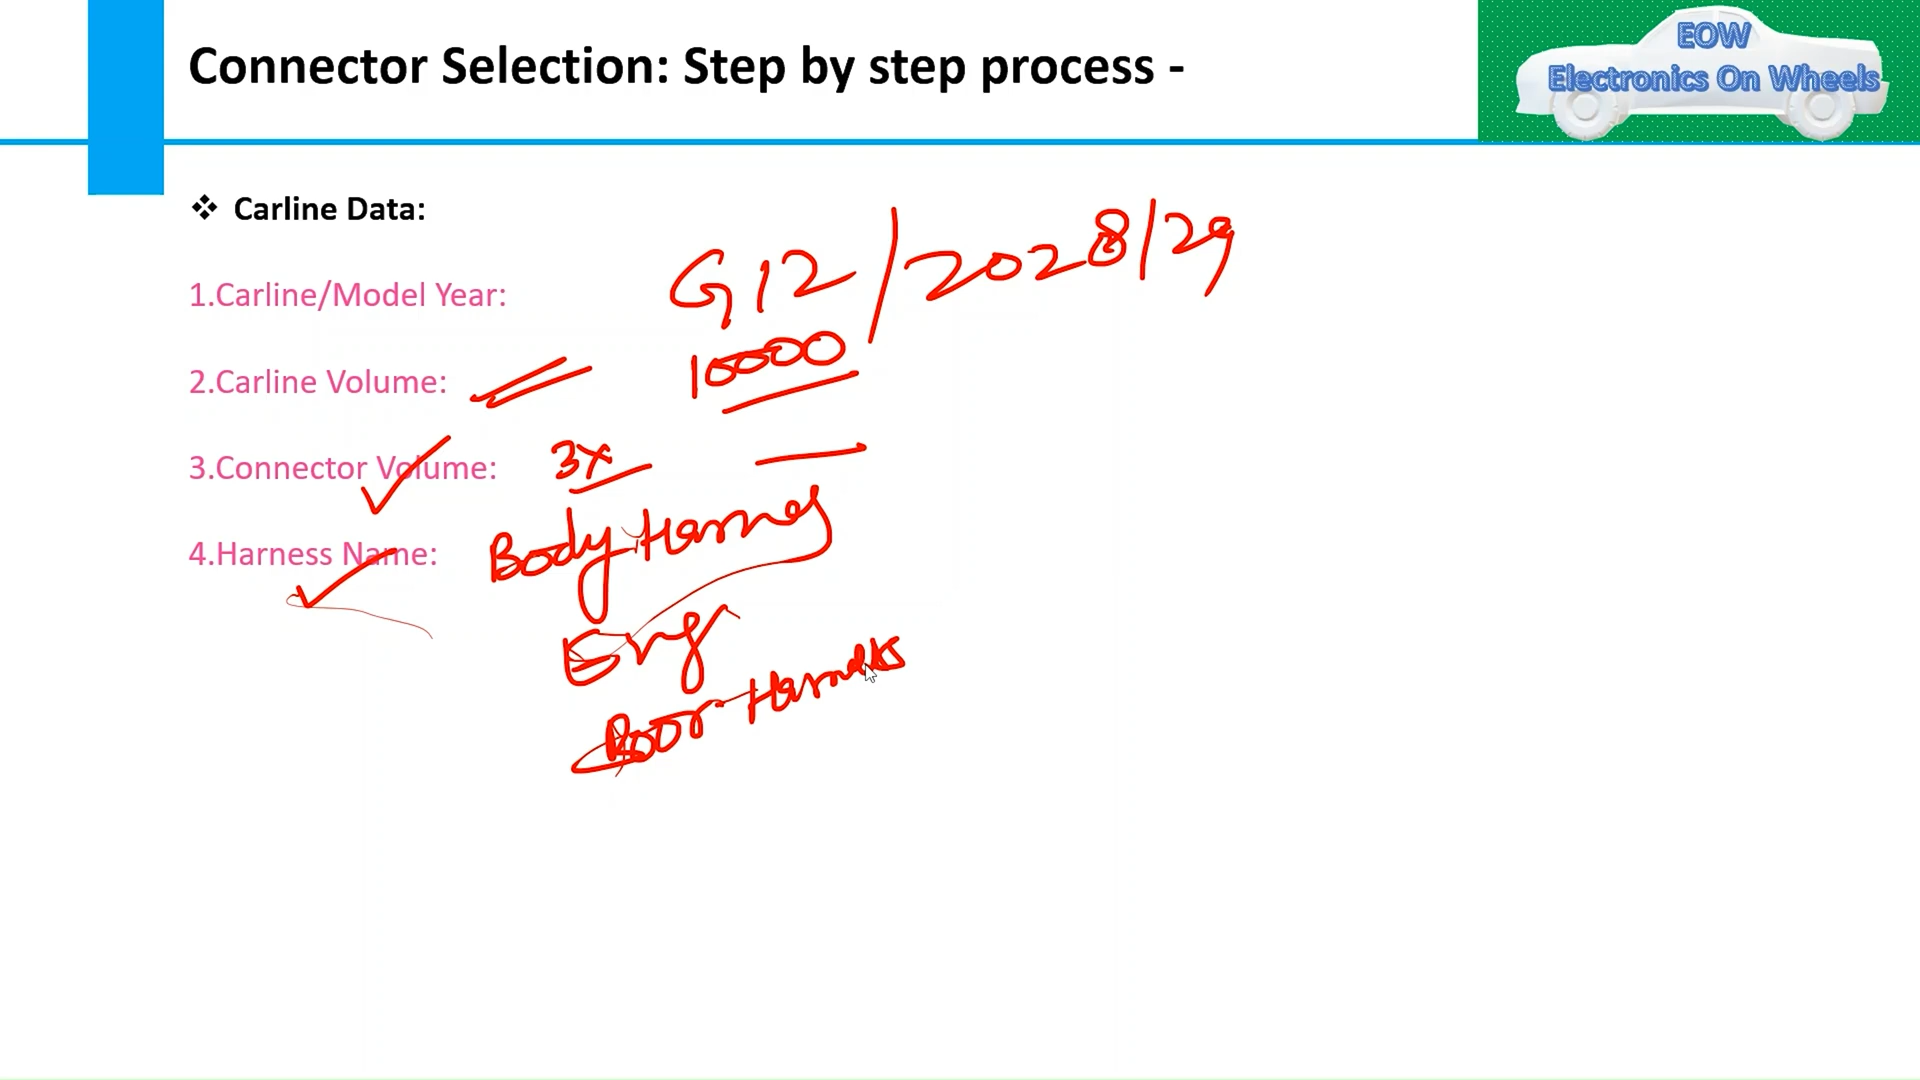 Connector Selection: Step by step process -
EOW
Electronics On Wheels
❖ Carline Data:
1.Carline/Model Year: G12/2028/29
2.Carline Volume: 10000
3.Connector Volume: 3x
4.Harness Name: Body Harnes
Eng
Door Harness